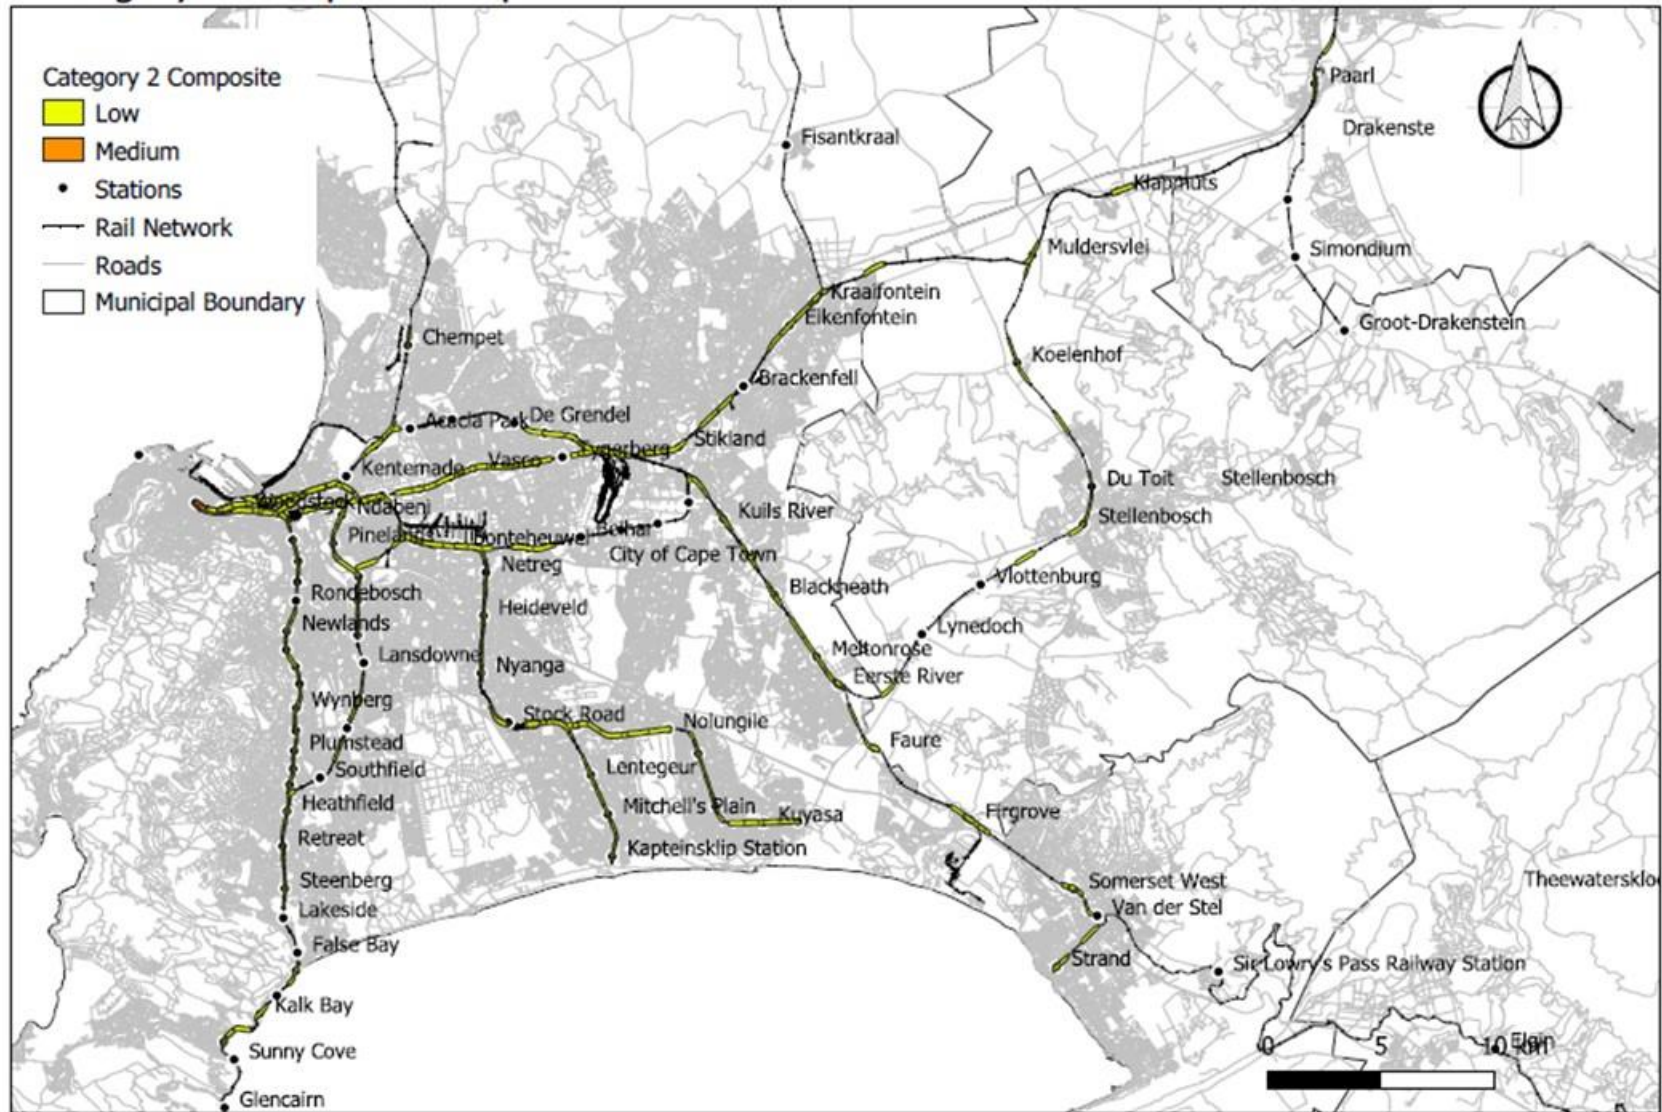 Category 2 Composite
Low
Medium
Stations
Rail Network
Roads
Municipal Boundary
Paarl
Drakenste
N
Fisantkraal
Klapmuts
Muldersvlei
Simondium
Kraaifontein
Eikenfontein
Groot-Drakenstein
Chempet
Koelenhof
Brackenfell
Acacia Park
De Grendel
Stikland
Vasco
Kentemade
Du Toit
Stellenbosch
Ndabeni
Kuils River
Stellenbosch
Pinelands
Bonteheuwel
Belhar
City of Cape Town
Netreg
Vlottenburg
Rondebosch
Blackheath
Heideveld
Newlands
Lynedoch
Lansdowne
Meltonrose
Nyanga
Eerste River
Wynberg
Stock Road
Nolungile
Plumstead
Faure
Southfield
Lentegeur
Heathfield
Mitchell's Plain
Kuyasa
Firgrove
Retreat
Kapteinsklip Station
Steenberg
Somerset West
Theewaterskloo
Lakeside
Van der Stel
False Bay
Strand
Sir Lowry's Pass Railway Station
Kalk Bay
0 5 10 km
Elgin
Sunny Cove
Glencairn